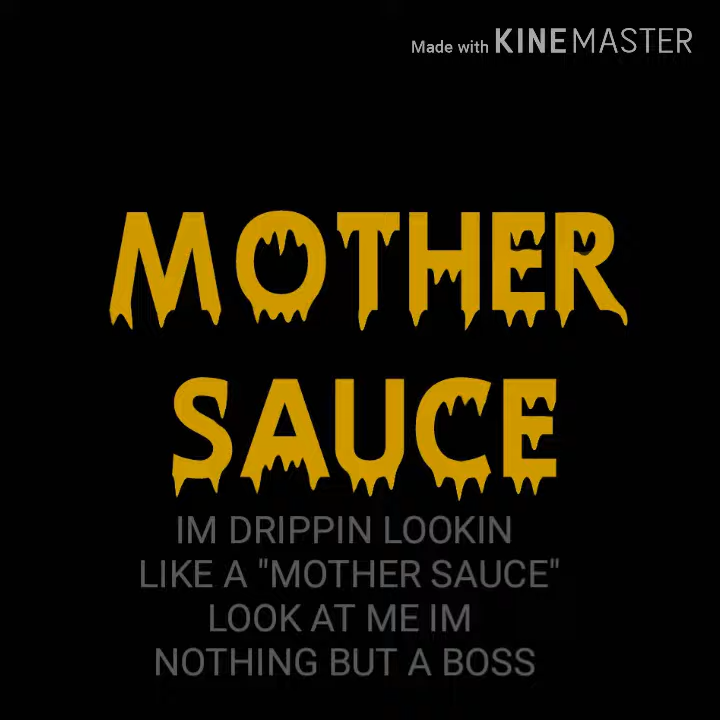 Made with KINEMASTER
MOTHER
SAUCE
IM DRIPPIN LOOKIN
LIKE A "MOTHER SAUCE"
LOOK AT ME IM
NOTHING BUT A BOSS